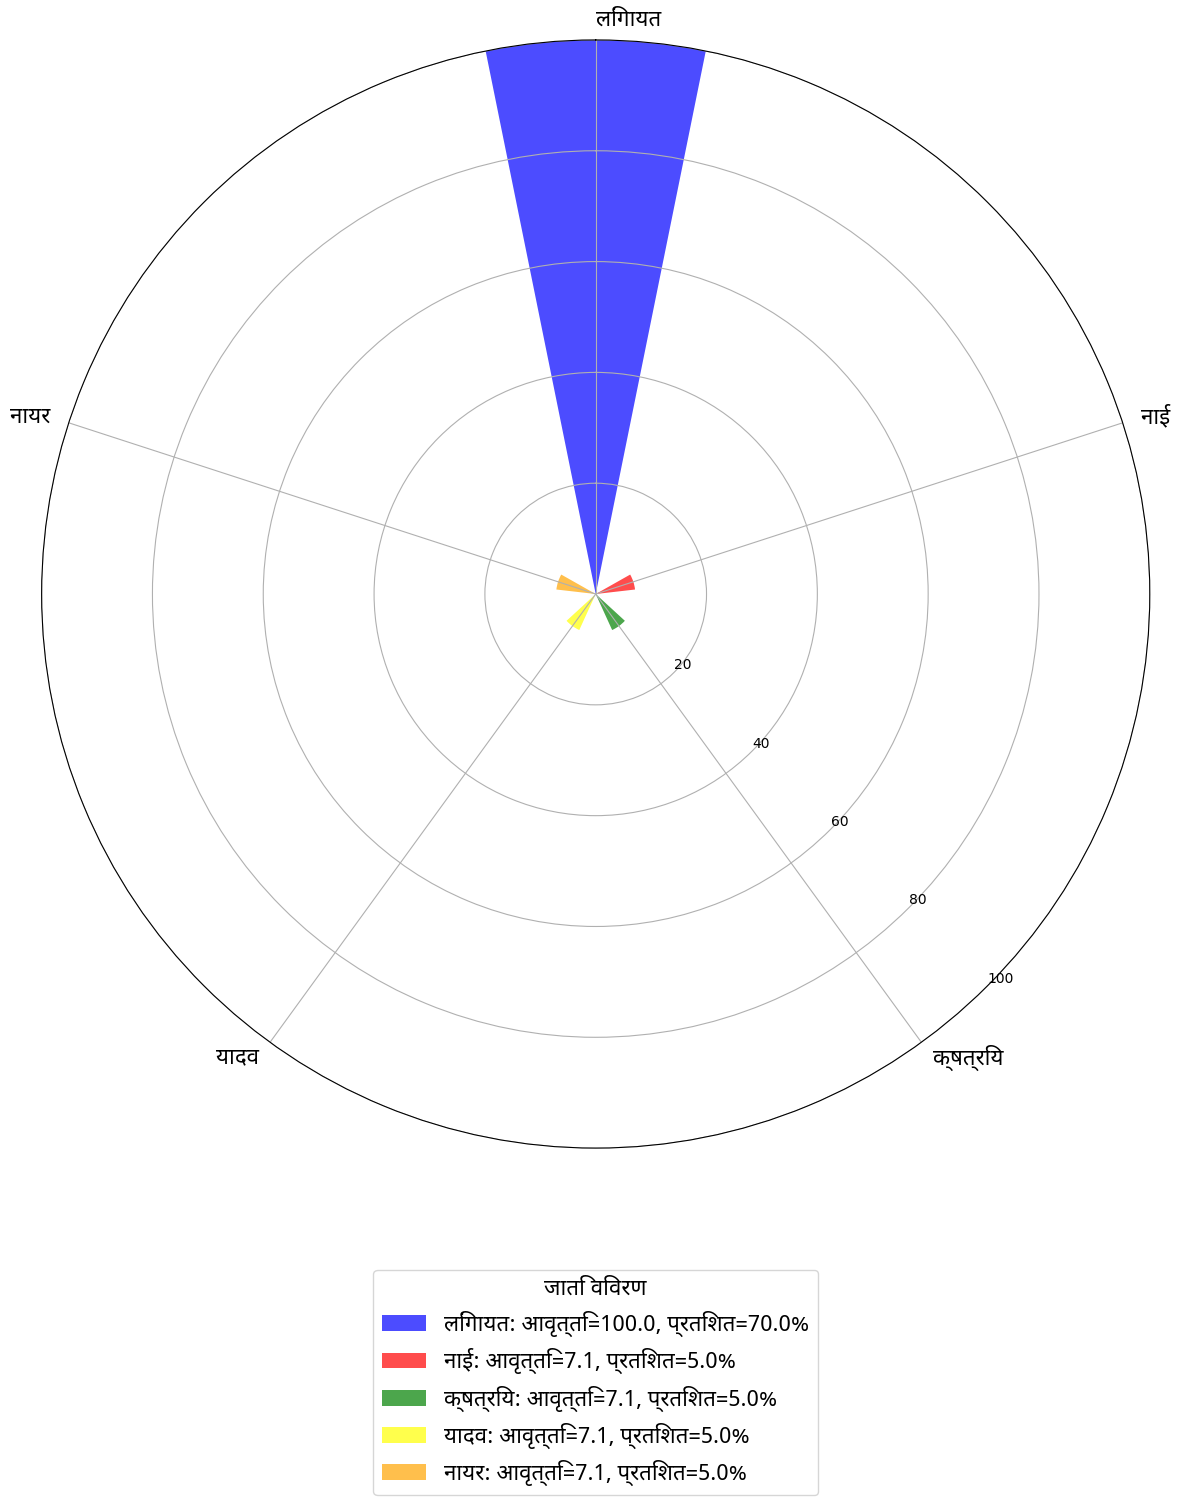 लिगायत
नायर
नाई
20
40
60
80
100
यादव
क्षत्रिय
जाति विवरण
लिगायत: आवृत्ति=100.0, प्रतिशत=70.0%
नाई: आवृत्ति=7.1, प्रतिशत=5.0%
क्षत्रिय: आवृत्ति=7.1, प्रतिशत=5.0%
यादव: आवृत्ति=7.1, प्रतिशत=5.0%
नायर: आवृत्ति=7.1, प्रतिशत=5.0%